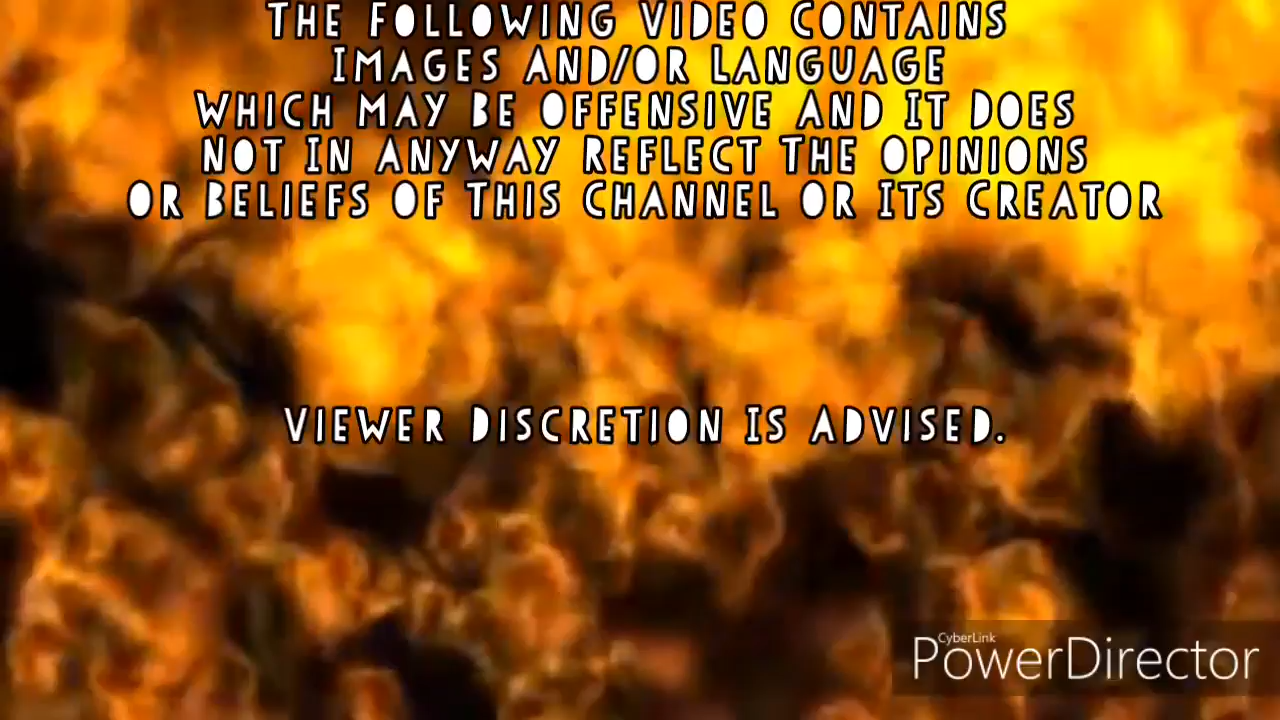 THE FOLLOWING VIDEO CONTAINS
IMAGES AND/OR LANGUAGE
WHICH MAY BE OFFENSIVE AND IT DOES
NOT IN ANYWAY REFLECT THE OPINIONS
OR BELIEFS OF THIS CHANNEL OR ITS CREATOR
VIEWER DISCRETION IS ADVISED.
CyberLink
PowerDirector